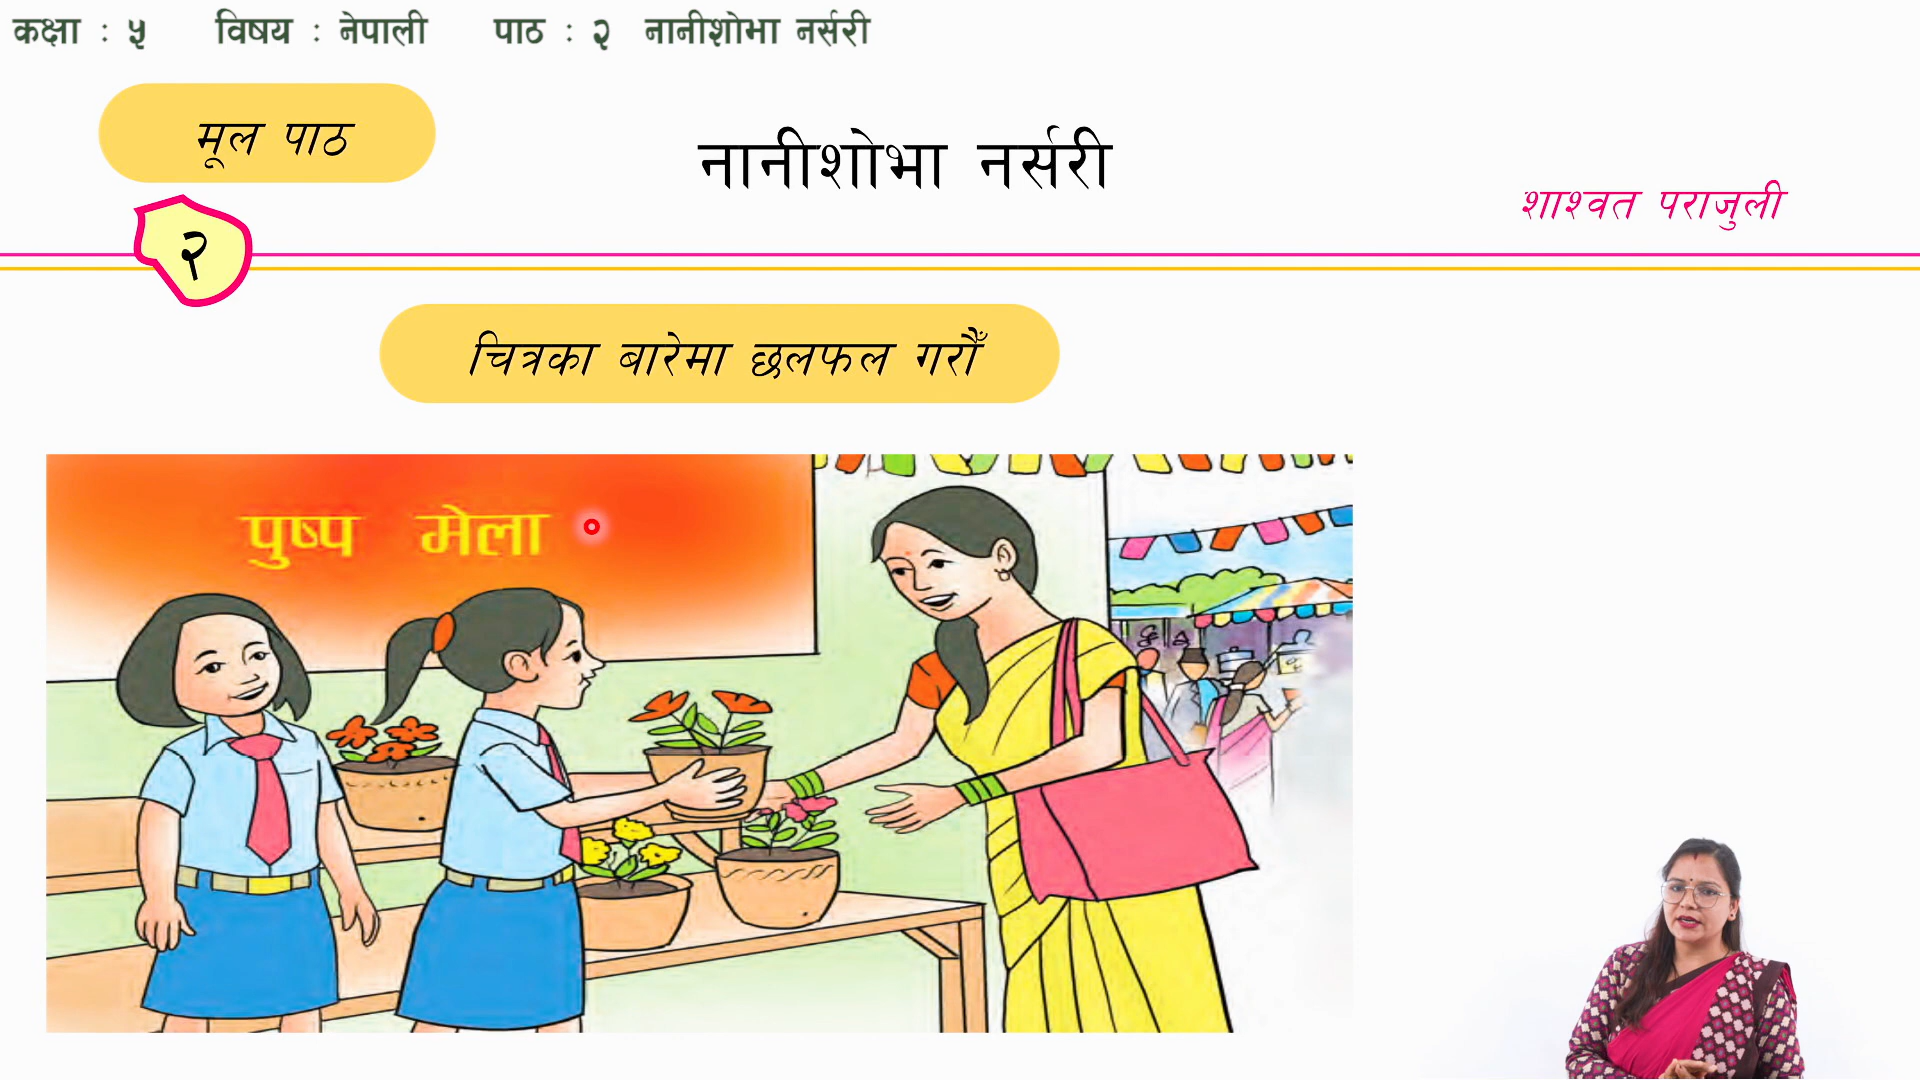 कक्षा : ५ विषय : नेपाली पाठ : २ नानीशोभा नर्सरी
मूल पाठ
नानीशोभा नर्सरी
शाश्वत पराजुली
२
चित्रका बारेमा छलफल गरौँ
पुष्प मेला